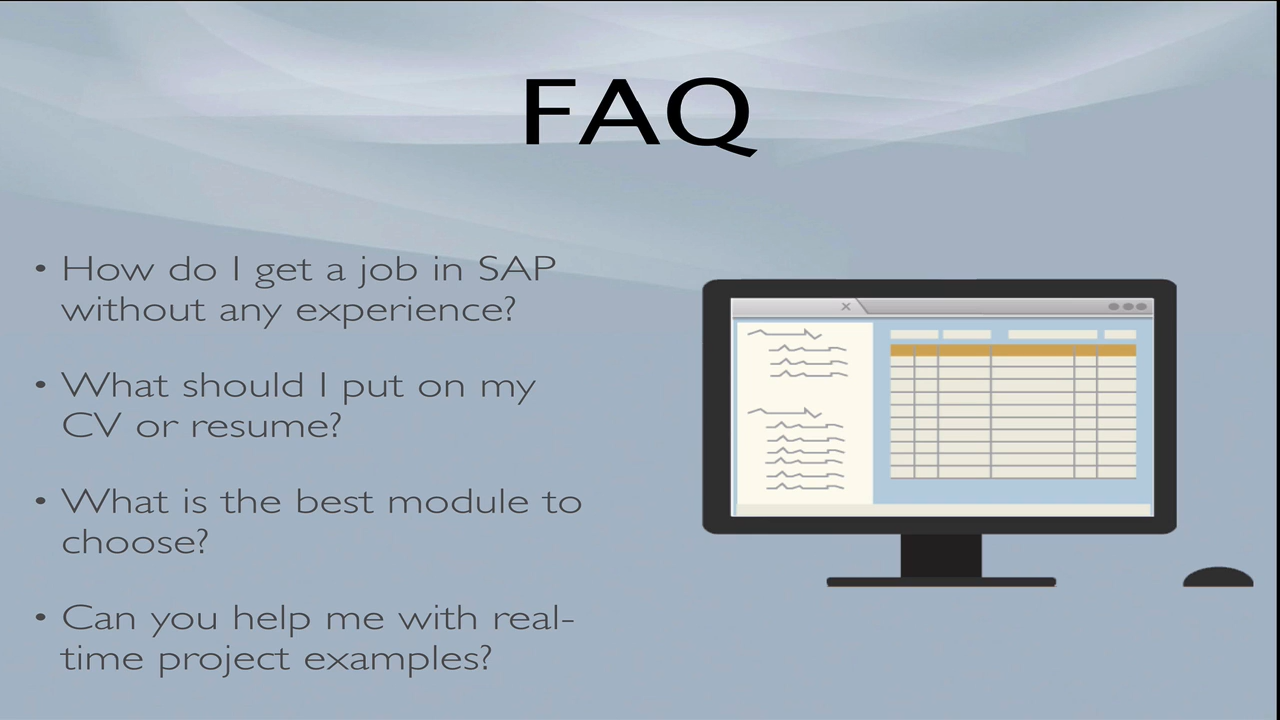 FAQ
• How do I get a job in SAP
without any experience?
• What should I put on my
CV or resume?
• What is the best module to
choose?
• Can you help me with real-
time project examples?